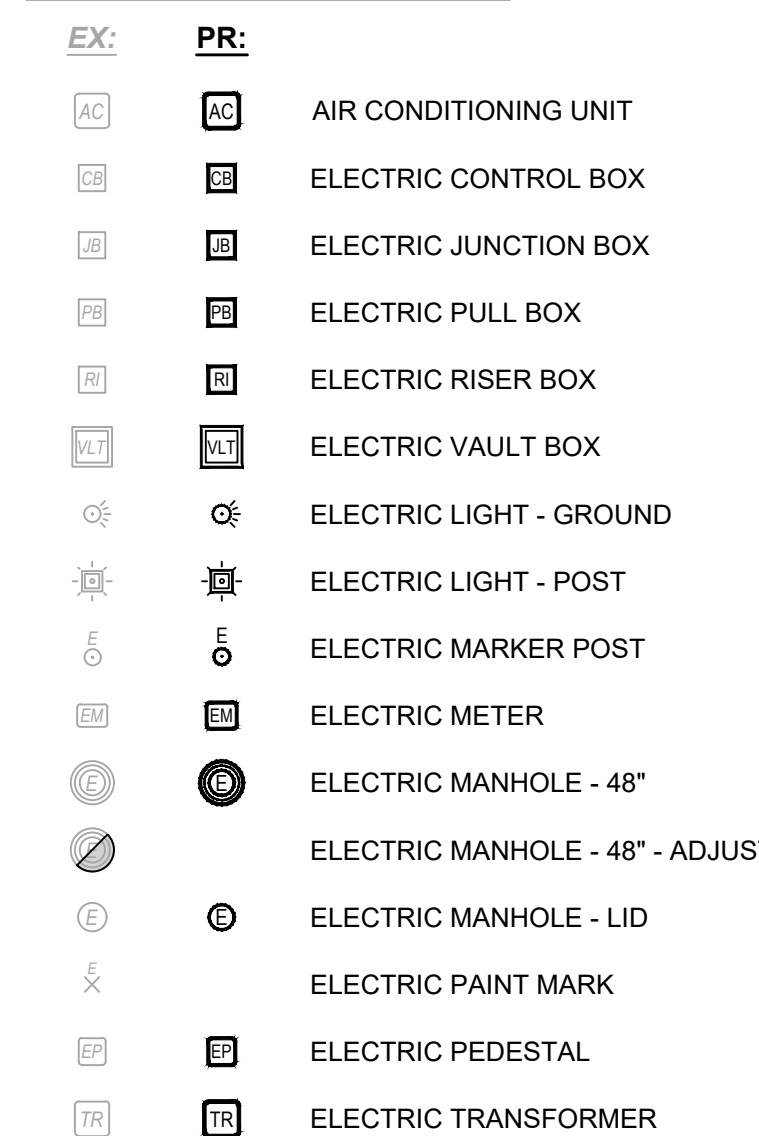 EX: PR:
AC AC AIR CONDITIONING UNIT
CB CB ELECTRIC CONTROL BOX
JB JB ELECTRIC JUNCTION BOX
PB PB ELECTRIC PULL BOX
RI RI ELECTRIC RISER BOX
VLT VLT ELECTRIC VAULT BOX
ELECTRIC LIGHT - GROUND
ELECTRIC LIGHT - POST
E E ELECTRIC MARKER POST
EM EM ELECTRIC METER
E E ELECTRIC MANHOLE - 48"
E ELECTRIC MANHOLE - 48" - ADJUS
E E ELECTRIC MANHOLE - LID
E ELECTRIC PAINT MARK
EP EP ELECTRIC PEDESTAL
TR TR ELECTRIC TRANSFORMER